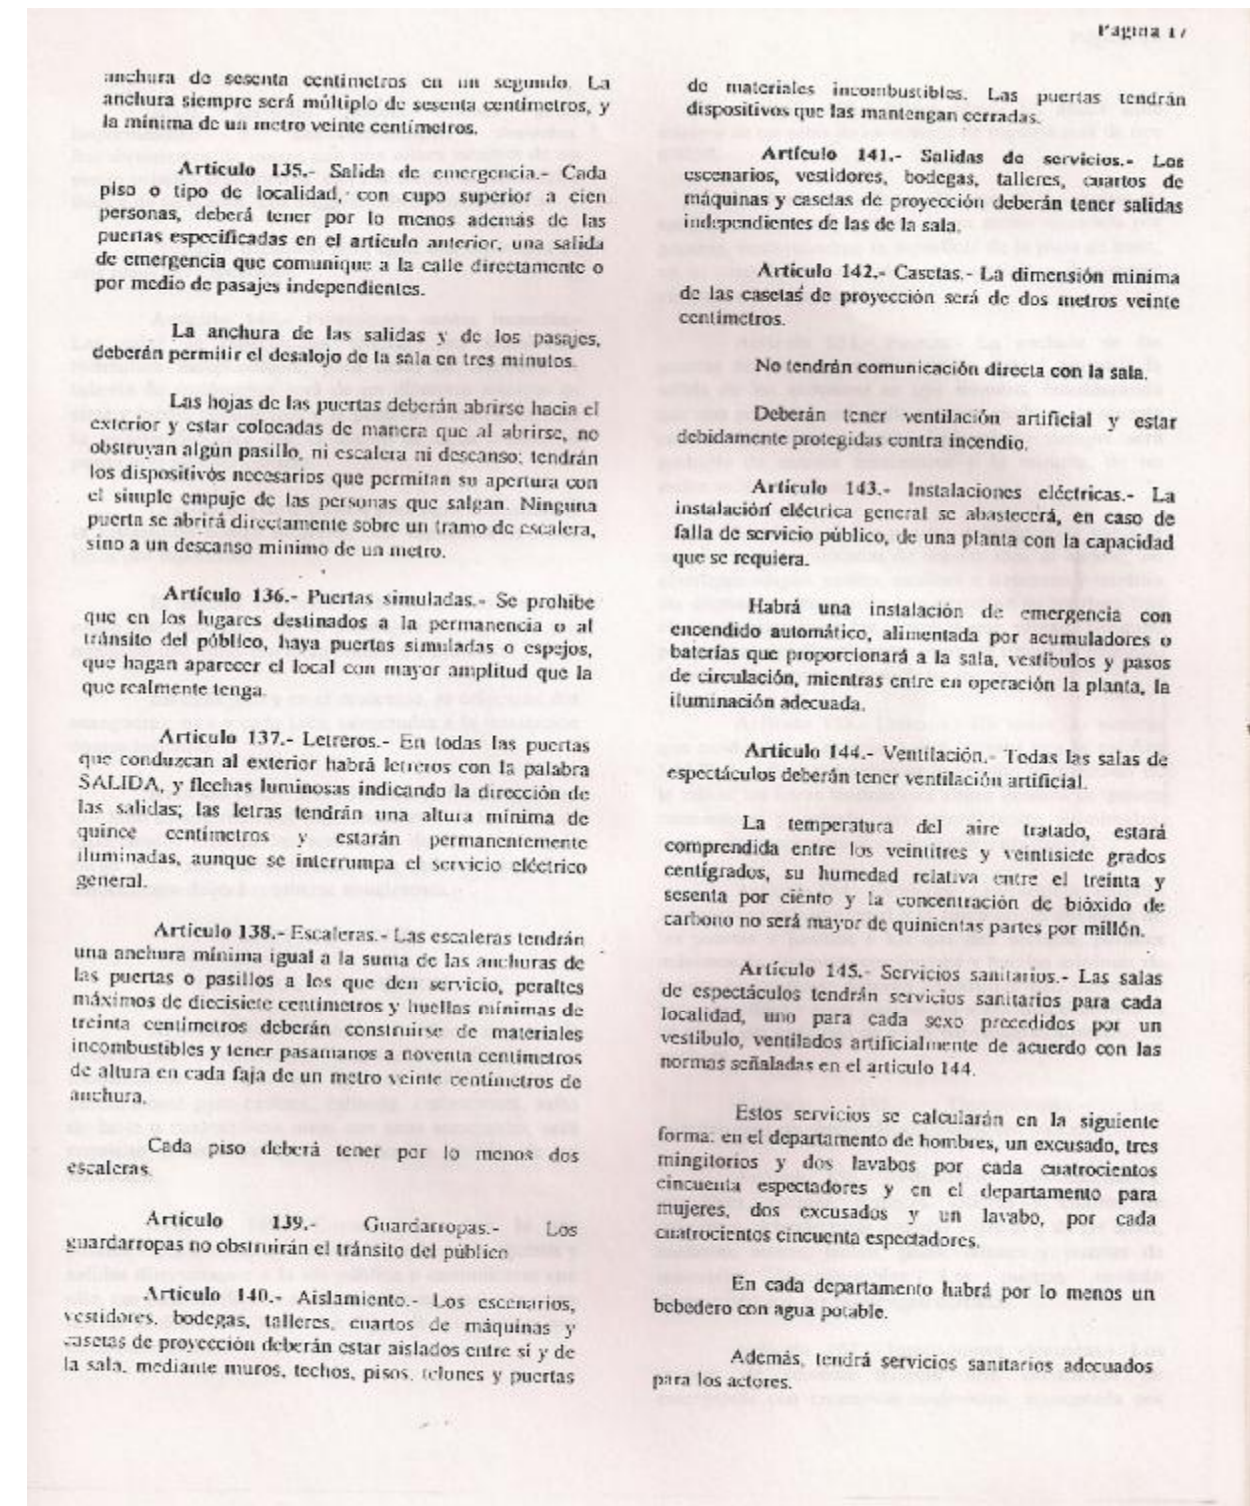 Página 17
anchura de sesenta centímetros en un segundo. La
anchura siempre será múltiplo de sesenta centímetros, y
la mínima de un metro veinte centímetros.
Artículo 135.- Salida de emergencia.- Cada
piso o tipo de localidad, con cupo superior a cien
personas, deberá tener por lo menos además de las
puertas especificadas en el artículo anterior, una salida
de emergencia que comunique a la calle directamente o
por medio de pasajes independientes.
La anchura de las salidas y de los pasajes,
deberán permitir el desalojo de la sala en tres minutos.
Las hojas de las puertas deberán abrirse hacia el
exterior y estar colocadas de manera que al abrirse, no
obstruyan algún pasillo, ni escalera ni descanso; tendrán
los dispositivos necesarios que permitan su apertura con
el simple empuje de las personas que salgan. Ninguna
puerta se abrirá directamente sobre un tramo de escalera,
sino a un descanso mínimo de un metro.
Artículo 136.- Puertas simuladas.- Se prohibe
que en los lugares destinados a la permanencia o al
tránsito del público, haya puertas simuladas o espejos,
que hagan aparecer el local con mayor amplitud que la
que realmente tenga.
Artículo 137.- Letreros.- En todas las puertas
que conduzcan al exterior habrá letreros con la palabra
SALIDA, y flechas luminosas indicando la dirección de
las salidas; las letras tendrán una altura mínima de
quince centímetros y estarán permanentemente
iluminadas, aunque se interrumpa el servicio eléctrico
general.
Artículo 138.- Escaleras.- Las escaleras tendrán
una anchura mínima igual a la suma de las anchuras de
las puertas o pasillos a los que den servicio, peraltes
máximos de diecisiete centímetros y huellas mínimas de
treinta centímetros deberán construirse de materiales
incombustibles y tener pasamanos a noventa centímetros
de altura en cada faja de un metro veinte centímetros de
anchura.
Cada piso deberá tener por lo menos dos
escaleras.
Artículo 139.- Guardarropas.- Los
guardarropas no obstruirán el tránsito del público
Artículo 140.- Aislamiento.- Los escenarios,
vestidores, bodegas, talleres, cuartos de máquinas y
casetas de proyección deberán estar aislados entre sí y de
la sala, mediante muros, techos, pisos, telones y puertas
de materiales incombustibles. Las puertas tendrán
dispositivos que las mantengan cerradas.
Artículo 141.- Salidas de servicios.- Los
escenarios, vestidores, bodegas, talleres, cuartos de
máquinas y casetas de proyección deberán tener salidas
independientes de las de la sala.
Artículo 142.- Casetas.- La dimensión mínima
de las casetas de proyección será de dos metros veinte
centímetros.
No tendrán comunicación directa con la sala.
Deberán tener ventilación artificial y estar
debidamente protegidas contra incendio.
Artículo 143.- Instalaciones eléctricas.- La
instalación eléctrica general se abastecerá, en caso de
falla de servicio público, de una planta con la capacidad
que se requiera.
Habrá una instalación de emergencia con
encendido automático, alimentada por acumuladores o
baterías que proporcionará a la sala, vestíbulos y pasos
de circulación, mientras entre en operación la planta, la
iluminación adecuada.
Artículo 144.- Ventilación.- Todas las salas de
espectáculos deberán tener ventilación artificial.
La temperatura del aire tratado, estará
comprendida entre los veintitres y veintisiete grados
centígrados, su humedad relativa entre el treinta y
sesenta por ciento y la concentración de bióxido de
carbono no será mayor de quinientas partes por millón.
Artículo 145.- Servicios sanitarios.- Las salas
de espectáculos tendrán servicios sanitarios para cada
localidad, uno para cada sexo precedidos por un
vestíbulo, ventilados artificialmente de acuerdo con las
normas señaladas en el artículo 144.
Estos servicios se calcularán en la siguiente
forma: en el departamento de hombres, un excusado, tres
mingitorios y dos lavabos por cada cuatrocientos
cincuenta espectadores y en el departamento para
mujeres, dos excusados y un lavabo, por cada
cuatrocientos cincuenta espectadores.
En cada departamento habrá por lo menos un
bebedero con agua potable.
Además, tendrá servicios sanitarios adecuados
para los actores.